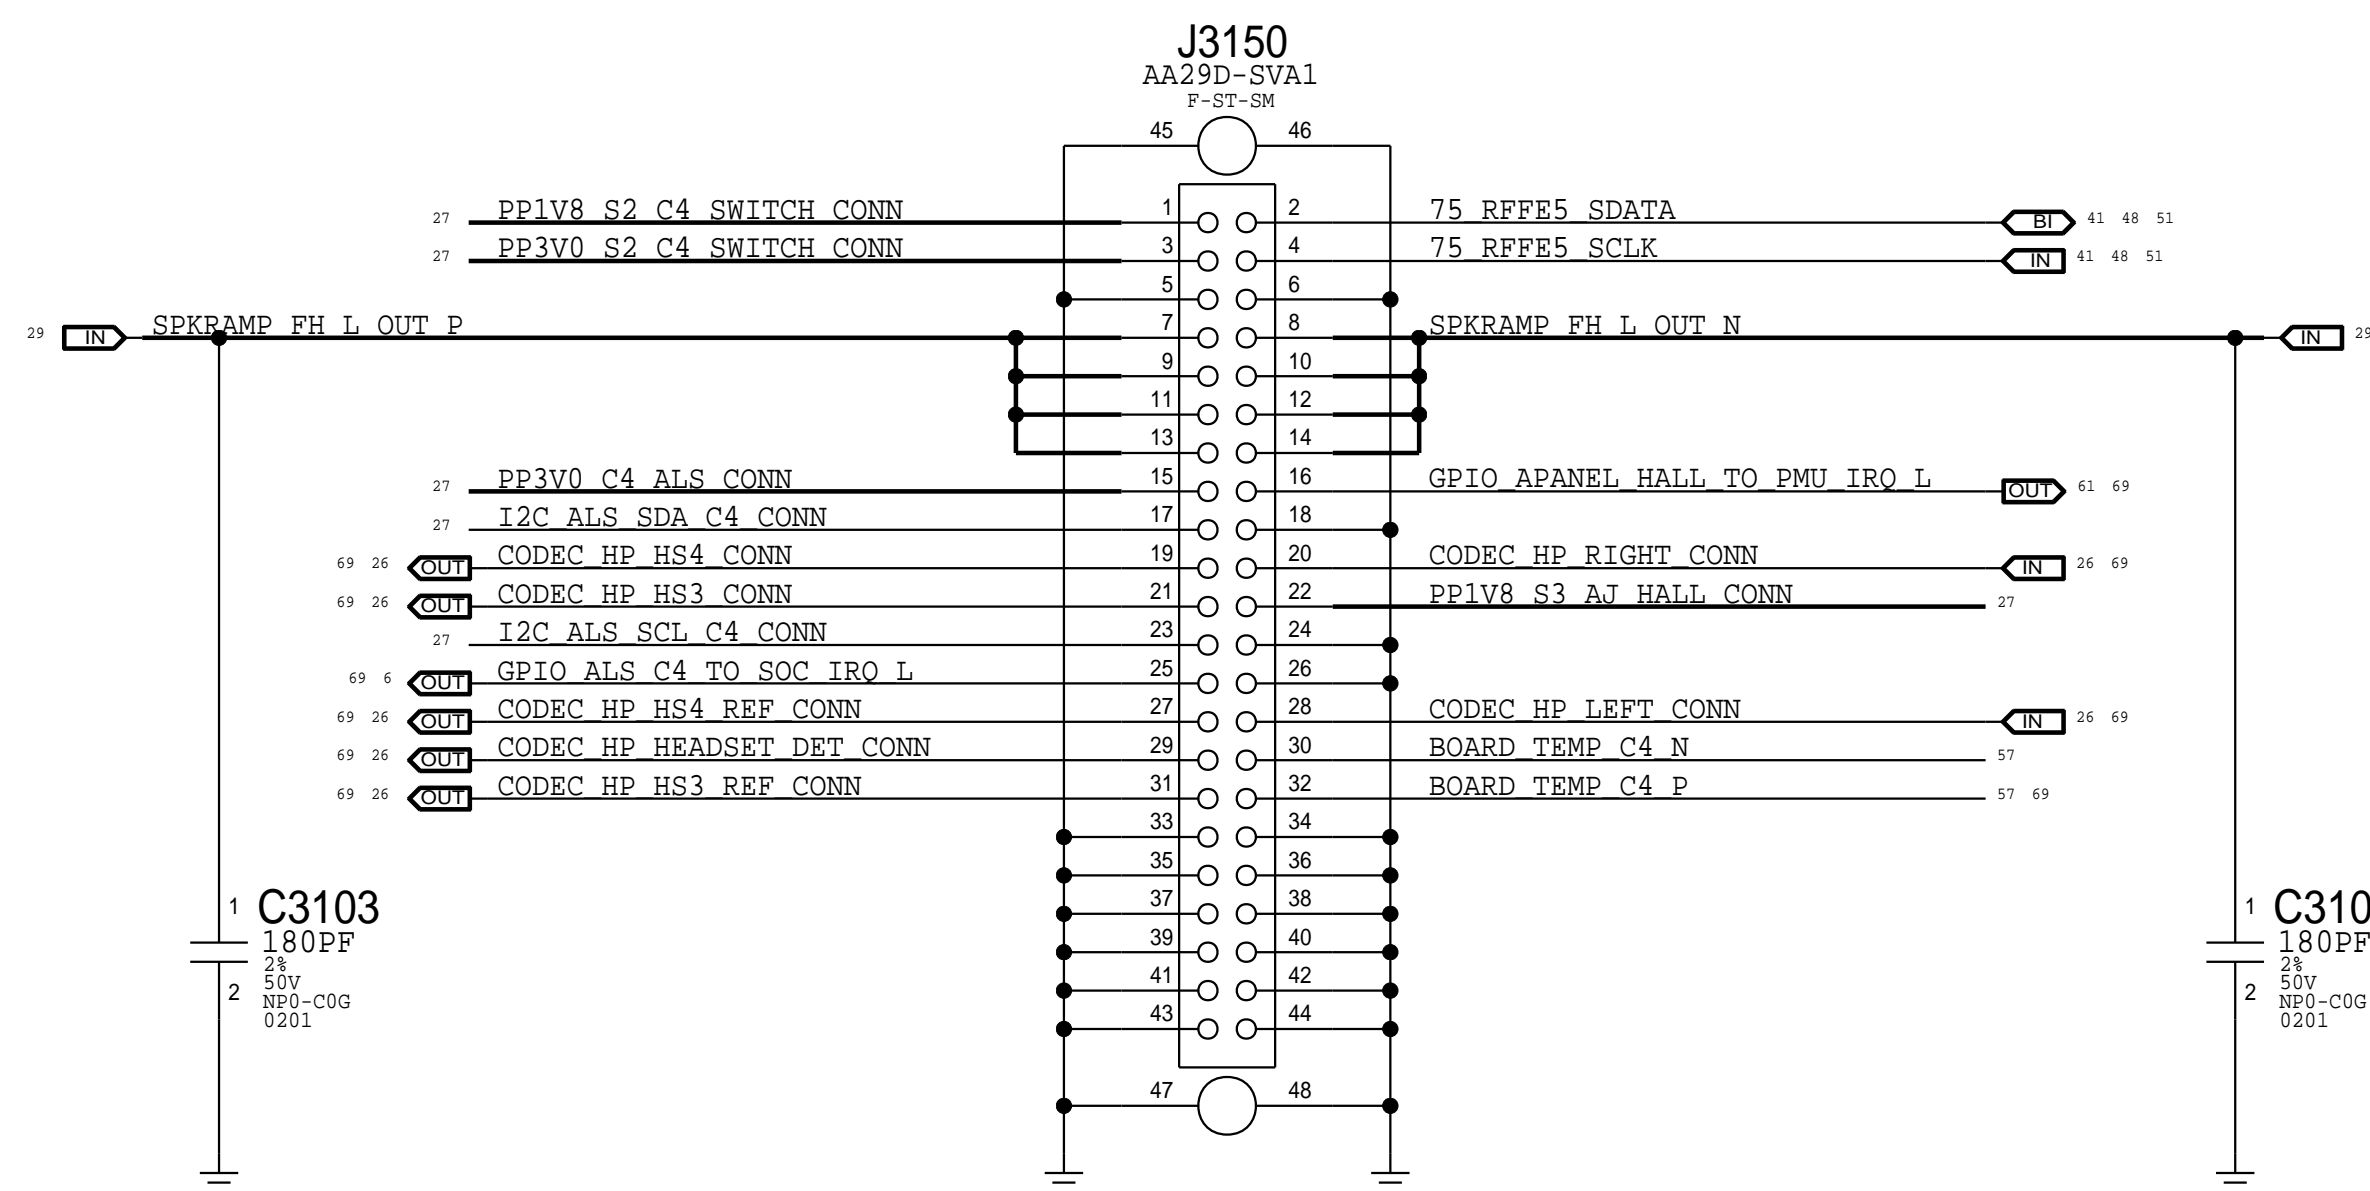 J3150
AA29D-SVA1
F-ST-SM
45 46
27 PP1V8_S2_C4_SWITCH_CONN 1 2 75_RFFE5_SDATA BI 41 48 51
27 PP3V0_S2_C4_SWITCH_CONN 3 4 75_RFFE5_SCLK IN 41 48 51
5 6
29 IN SPKRAMP_FH_L_OUT_P 7 8 SPKRAMP_FH_L_OUT_N IN 29
9 10
11 12
13 14
27 PP3V0_C4_ALS_CONN 15 16 GPIO_APANEL_HALL_TO_PMU_IRQ_L OUT 61 69
27 I2C_ALS_SDA_C4_CONN 17 18
69 26 OUT CODEC_HP_HS4_CONN 19 20 CODEC_HP_RIGHT_CONN IN 26 69
69 26 OUT CODEC_HP_HS3_CONN 21 22 PP1V8_S3_AJ_HALL_CONN 27
27 I2C_ALS_SCL_C4_CONN 23 24
69 6 OUT GPIO_ALS_C4_TO_SOC_IRQ_L 25 26
69 26 OUT CODEC_HP_HS4_REF_CONN 27 28 CODEC_HP_LEFT_CONN IN 26 69
69 26 OUT CODEC_HP_HEADSET_DET_CONN 29 30 BOARD_TEMP_C4_N 57
69 26 OUT CODEC_HP_HS3_REF_CONN 31 32 BOARD_TEMP_C4_P 57 69
33 34
35 36
37 38
39 40
41 42
43 44
47 48
1 C3103
180PF
2%
50V
2 NP0-C0G
0201
1 C310
180PF
2%
50V
2 NP0-C0G
0201